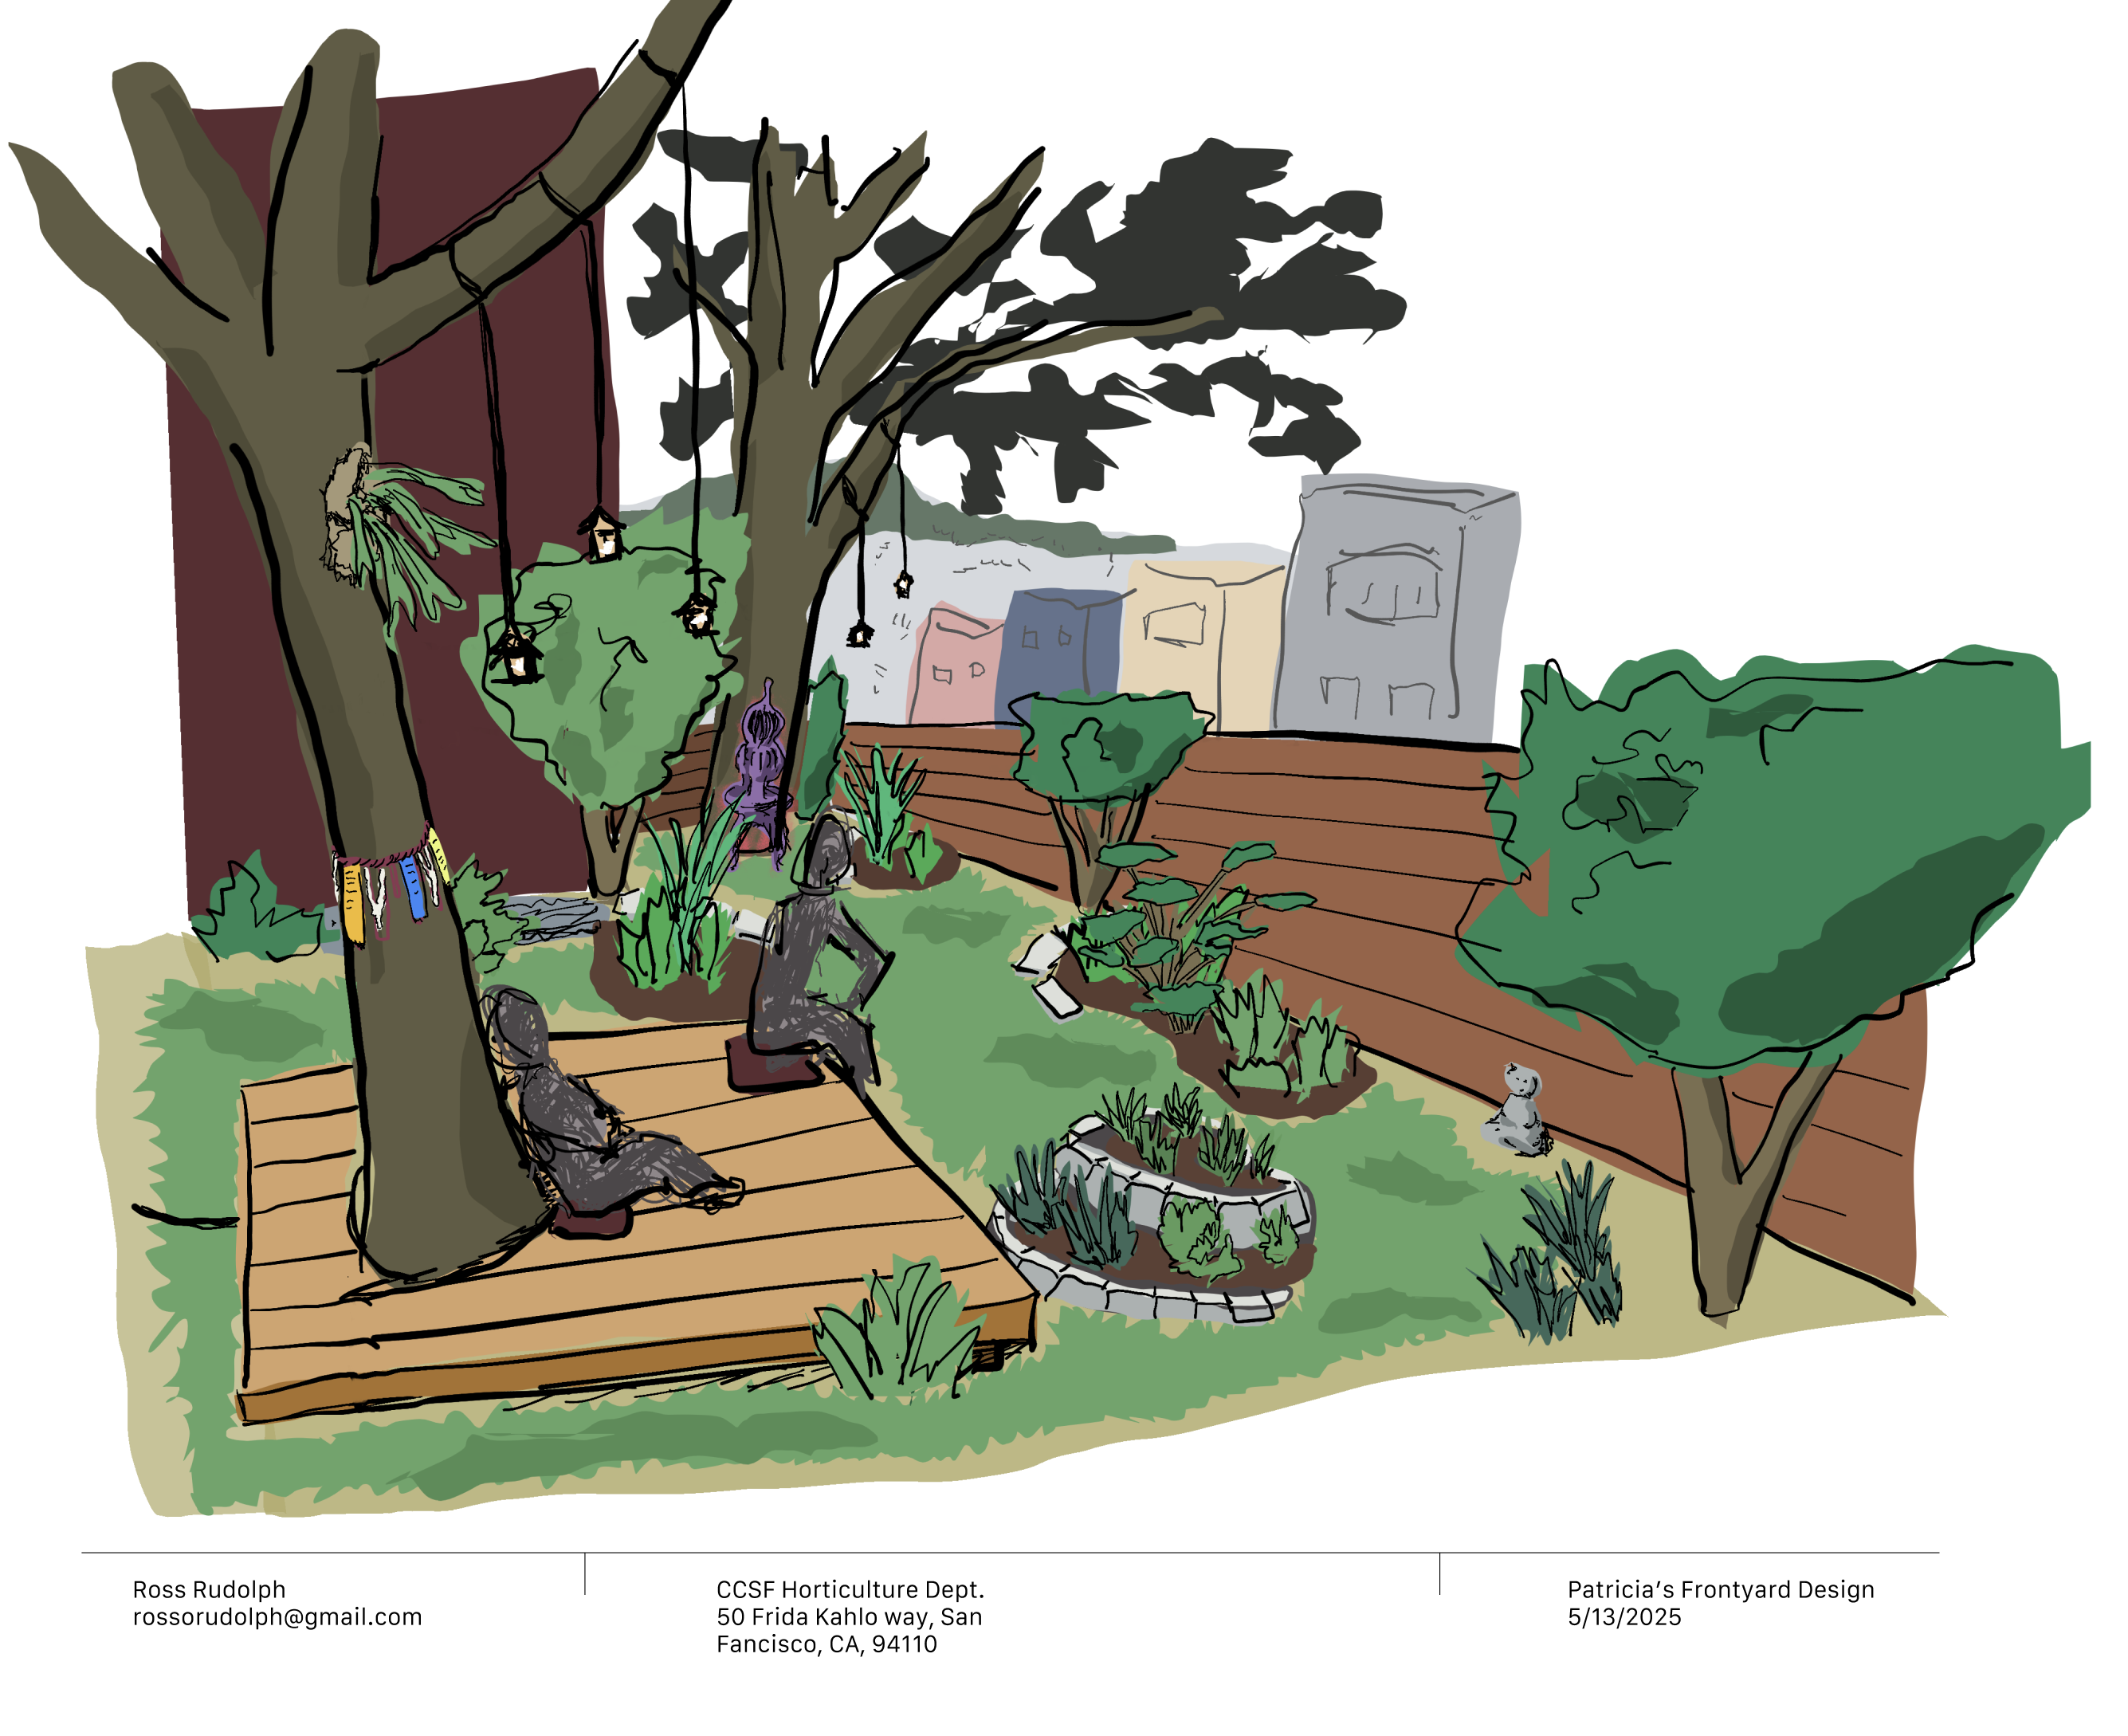 Ross Rudolph
rossorudolph@gmail.com
CCSF Horticulture Dept.
50 Frida Kahlo way, San
Fancisco, CA, 94110
Patricia’s Frontyard Design
5/13/2025